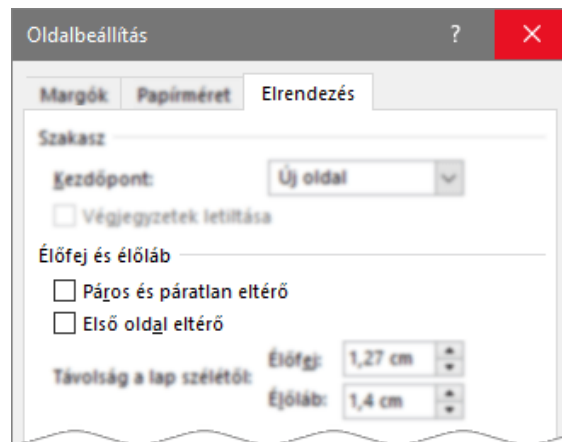 Oldalbeállítás ?
Margók Papírméret Elrendezés
Szakasz
Kezdőpont: Új oldal
Végjegyzetek letiltása
Élőfej és élőláb
Páros és páratlan eltérő
Első oldal eltérő
Távolság a lap szélétől:
Élőfej: 1,27 cm
Élőláb: 1,4 cm